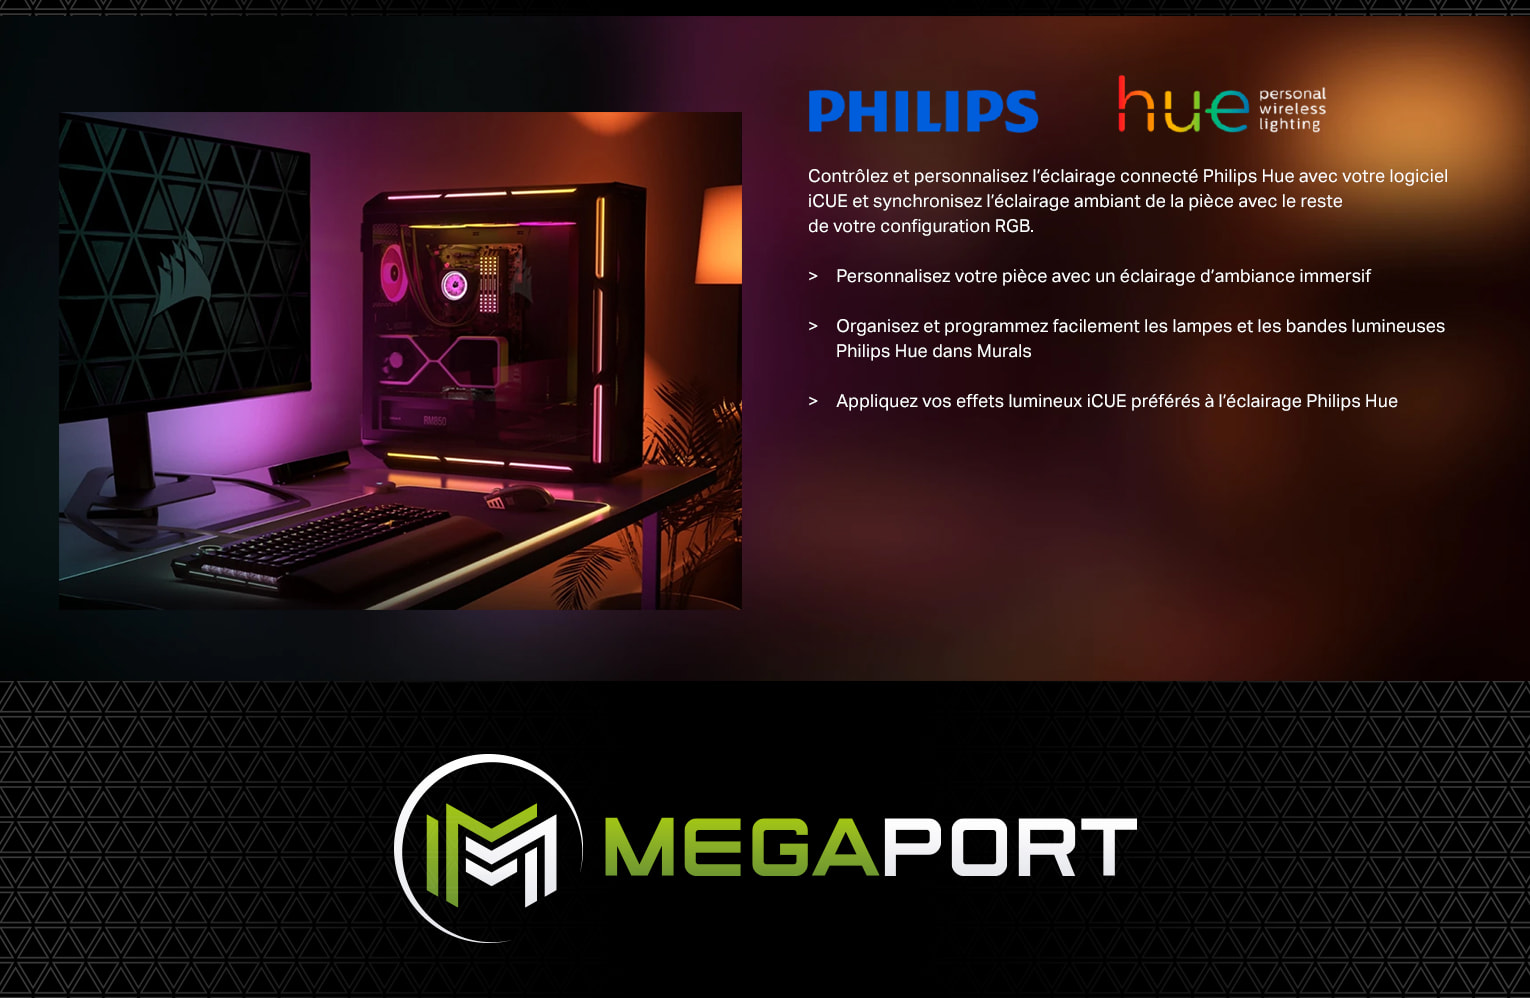 PHILIPS
hue personal
wireless
lighting
Contrôlez et personnalisez l’éclairage connecté Philips Hue avec votre logiciel
iCUE et synchronisez l’éclairage ambiant de la pièce avec le reste
de votre configuration RGB.
> Personnalisez votre pièce avec un éclairage d’ambiance immersif
> Organisez et programmez facilement les lampes et les bandes lumineuses
Philips Hue dans Murals
> Appliquez vos effets lumineux iCUE préférés à l’éclairage Philips Hue
RM850
MEGAPORT